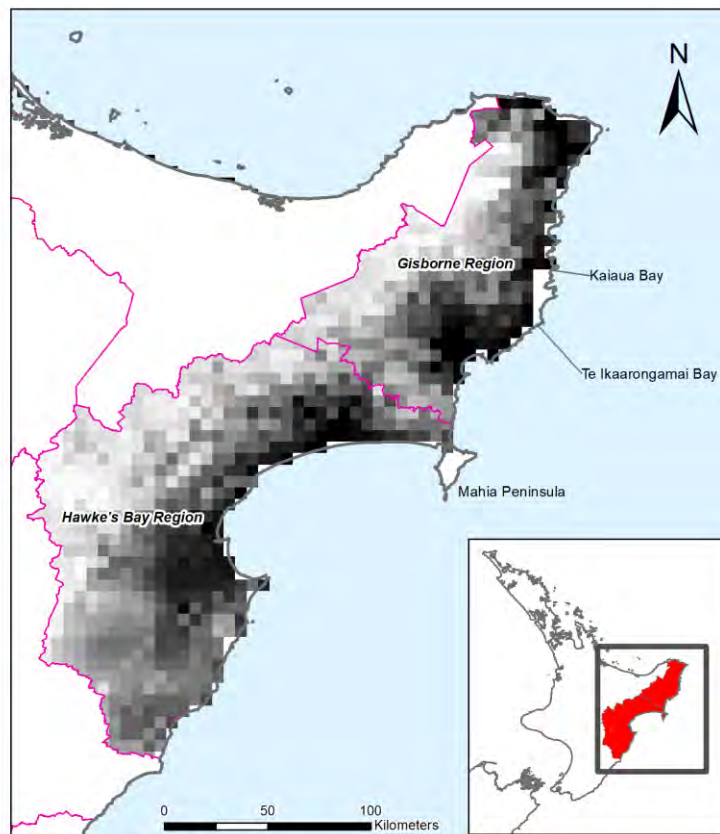 N
Gisborne Region
Kaiaua Bay
Te Ikaarongamai Bay
Mahia Peninsula
Hawke's Bay Region
0 50 100
Kilometers